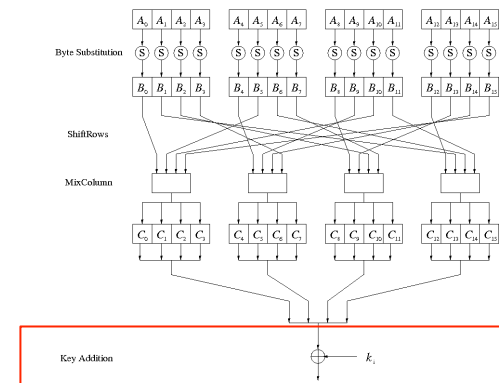 A₀ A₁ A₂ A₃ A₄ A₅ A₆ A₇ A₈ A₉ A₁₀ A₁₁ A₁₂ A₁₃ A₁₄ A₁₅
Byte Substitution S S S S S S S S S S S S S S S S
B₀ B₁ B₂ B₃ B₄ B₅ B₆ B₇ B₈ B₉ B₁₀ B₁₁ B₁₂ B₁₃ B₁₄ B₁₅
ShiftRows
MixColumn
C₀ C₁ C₂ C₃ C₄ C₅ C₆ C₇ C₈ C₉ C₁₀ C₁₁ C₁₂ C₁₃ C₁₄ C₁₅
Key Addition kᵢ